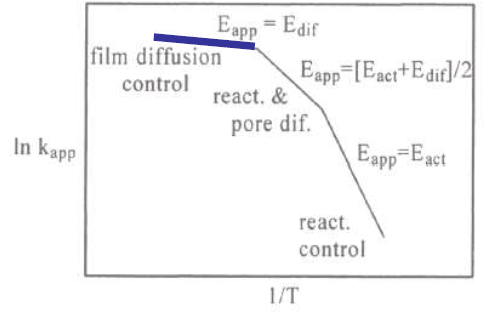 E_app = E_dif
film diffusion
control
E_app=[E_act+E_dif]/2
react. &
pore dif.
ln k_app
E_app=E_act
react.
control
1/T